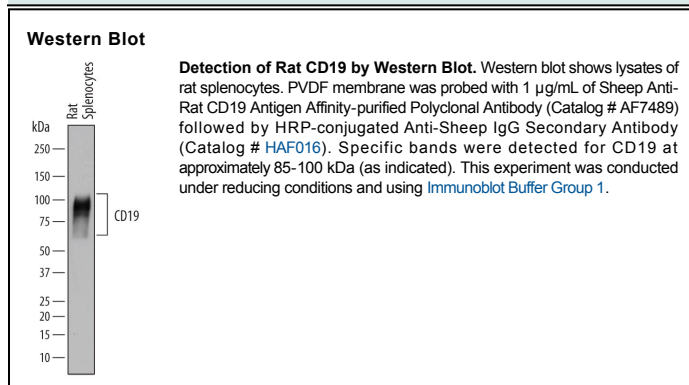 Western Blot
Rat
Splenocytes
kDa
250
150
100
75
50
37
25
20
15
10
CD19
Detection of Rat CD19 by Western Blot. Western blot shows lysates of
rat splenocytes. PVDF membrane was probed with 1 µg/mL of Sheep Anti-
Rat CD19 Antigen Affinity-purified Polyclonal Antibody (Catalog # AF7489)
followed by HRP-conjugated Anti-Sheep IgG Secondary Antibody
(Catalog # HAF016). Specific bands were detected for CD19 at
approximately 85-100 kDa (as indicated). This experiment was conducted
under reducing conditions and using Immunoblot Buffer Group 1.